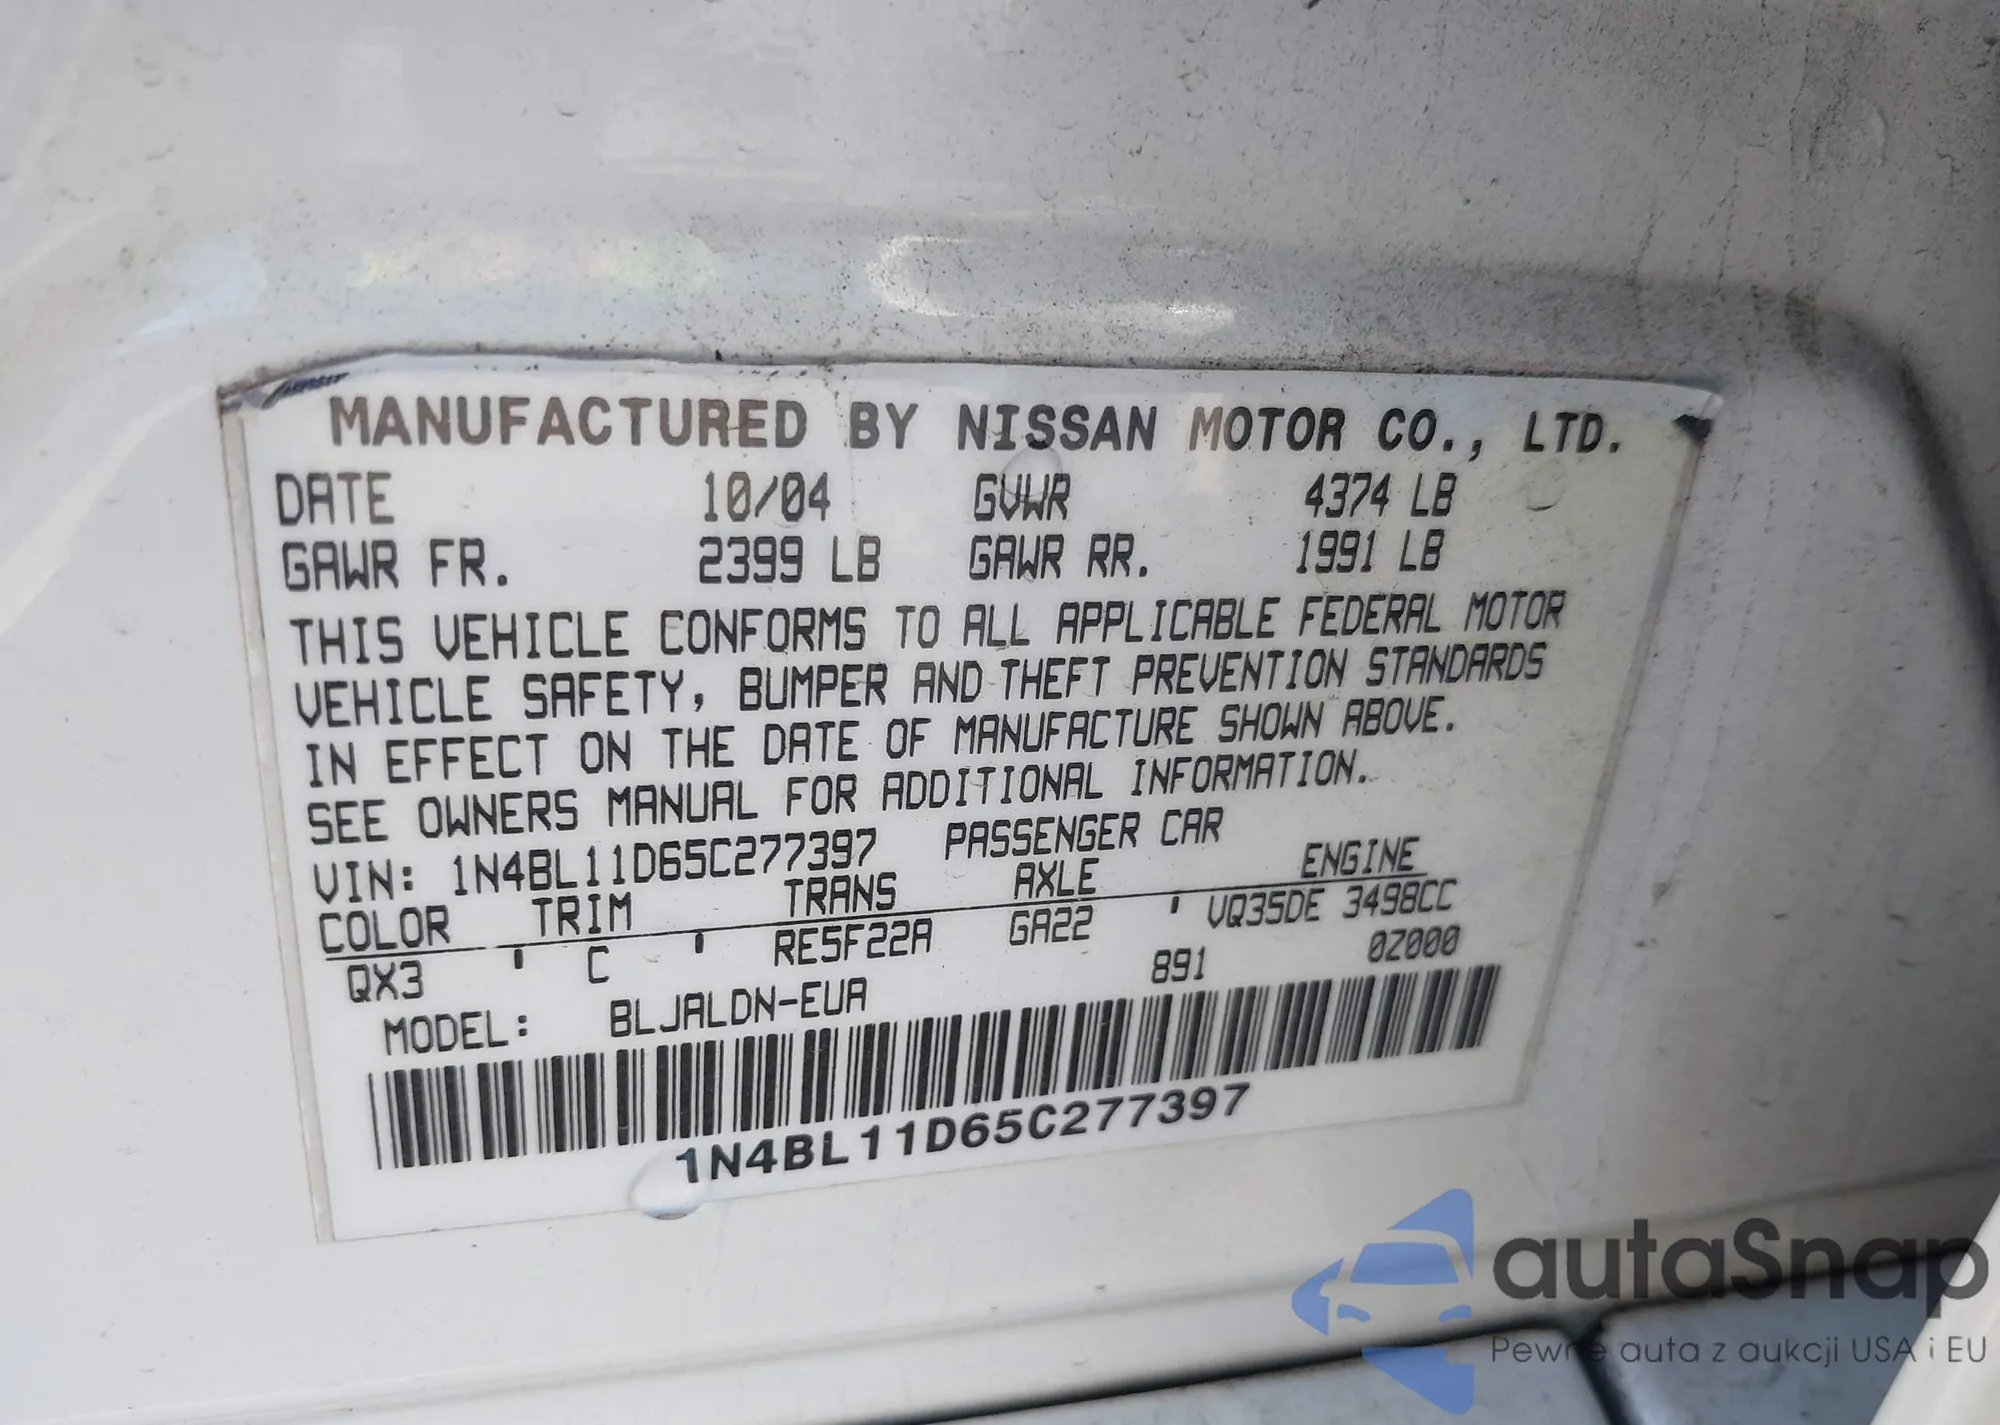 MANUFACTURED BY NISSAN MOTOR CO., LTD.
DATE 10/04 GVWR 4374 LB
GAWR FR. 2399 LB GAWR RR. 1991 LB
THIS VEHICLE CONFORMS TO ALL APPLICABLE FEDERAL MOTOR
VEHICLE SAFETY, BUMPER AND THEFT PREVENTION STANDARDS
IN EFFECT ON THE DATE OF MANUFACTURE SHOWN ABOVE.
SEE OWNERS MANUAL FOR ADDITIONAL INFORMATION.
VIN: 1N4BL11D65C277397 PASSENGER CAR
COLOR TRIM TRANS AXLE ENGINE
QX3 ' C ' RE5F22A GA22 ' VQ35DE 3498CC
MODEL: BLJALDN-EUA 891 0Z000
1N4BL11D65C277397
autaSnap
Pewne auta z aukcji USA i EU